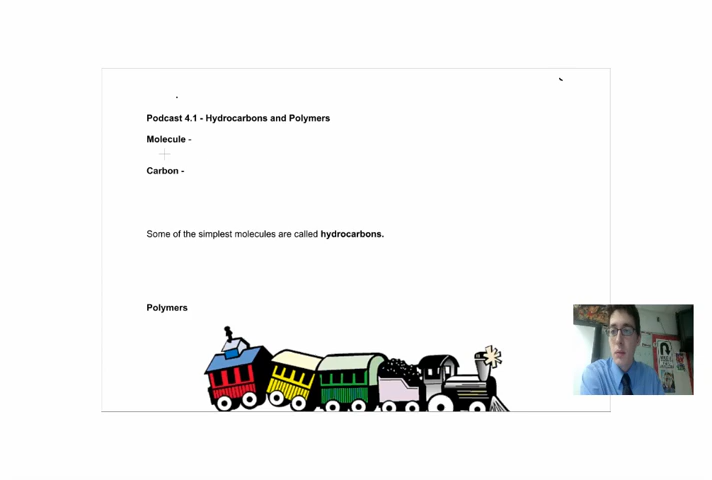 Podcast 4.1 - Hydrocarbons and Polymers
Molecule -
Carbon -
Some of the simplest molecules are called hydrocarbons.
Polymers